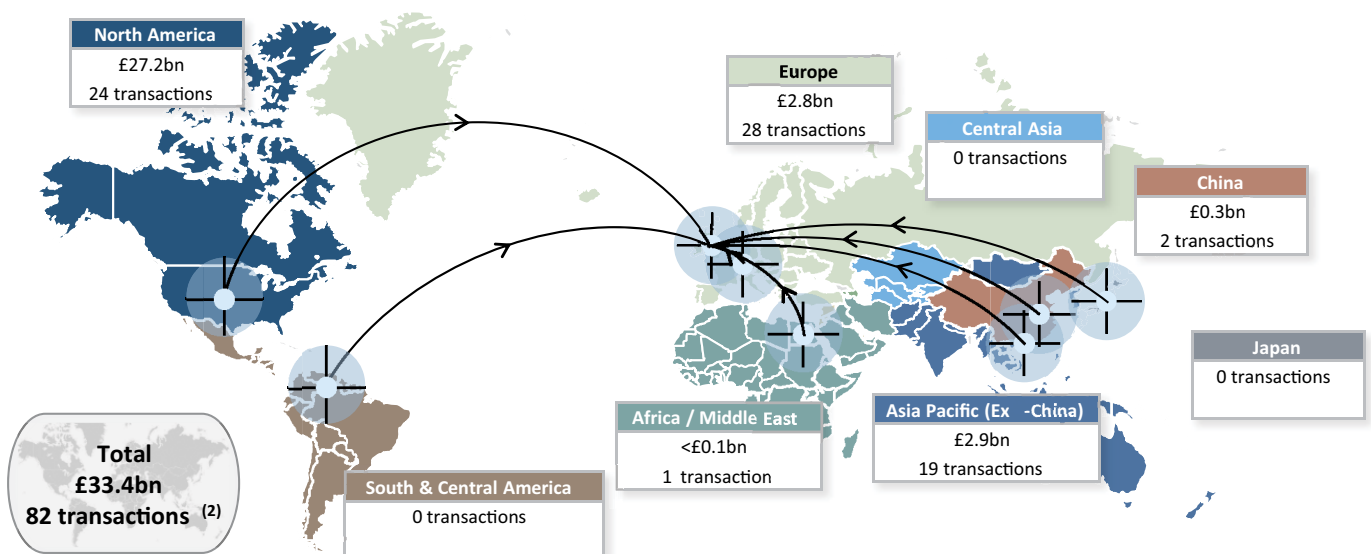 North America
£27.2bn
24 transactions
Europe
£2.8bn
28 transactions
Central Asia
0 transactions
China
£0.3bn
2 transactions
Japan
0 transactions
Africa / Middle East
<£0.1bn
1 transaction
Asia Pacific (Ex -China)
£2.9bn
19 transactions
South & Central America
0 transactions
Total
£33.4bn
82 transactions (2)